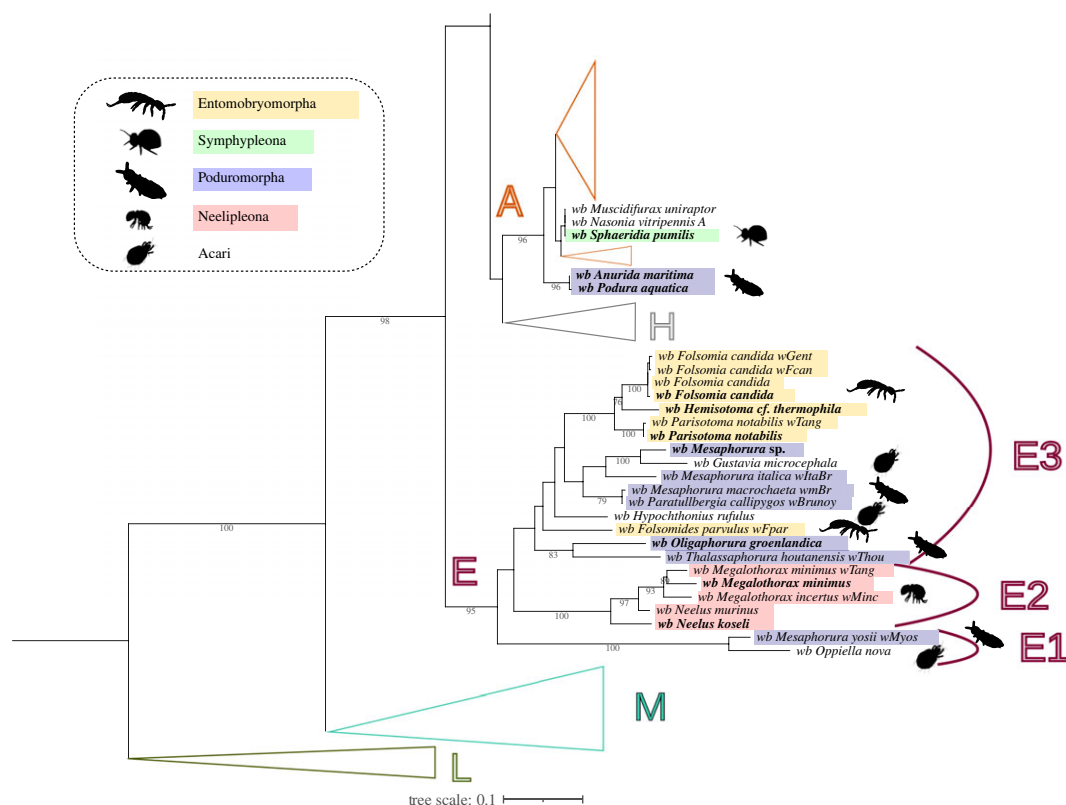 Entomobryomorpha
Symphypleona
Poduromorpha
Neelipleona
Acari
A
wb Muscidifurax uniraptor
wb Nasonia vitripennis A
wb Sphaeridia pumilis
96
wb Anurida maritima
96
wb Podura aquatica
98
H
wb Folsomia candida wGent
wb Folsomia candida wFcan
wb Folsomia candida
100
wb Folsomia candida
76
wb Hemisotoma cf. thermophila
100
wb Parisotoma notabilis wTang
100
wb Parisotoma notabilis
wb Mesaphora sp.
100
wb Gustavia microcephala
E3
wb Mesaphorura italica wItaBr
wb Mesaphorura macrochaeta wmBr
79
wb Paratullbergia callipygos wBrunoy
wb Hypochthonius rufulus
100
wb Folsomides parvulus wFpar
wb Oligaphorura groenlandica
83
wb Thalassaphorura houtanensis wThou
E
wb Megalothorax minimus wTang
wb Megalothorax minimus
93
wb Megalothorax incertus wMinc
E2
97
95
100
wb Neelus murinus
wb Neelus koseli
wb Mesaphorura yosii wMyos
E1
100
wb Oppiella nova
M
L
tree scale: 0.1